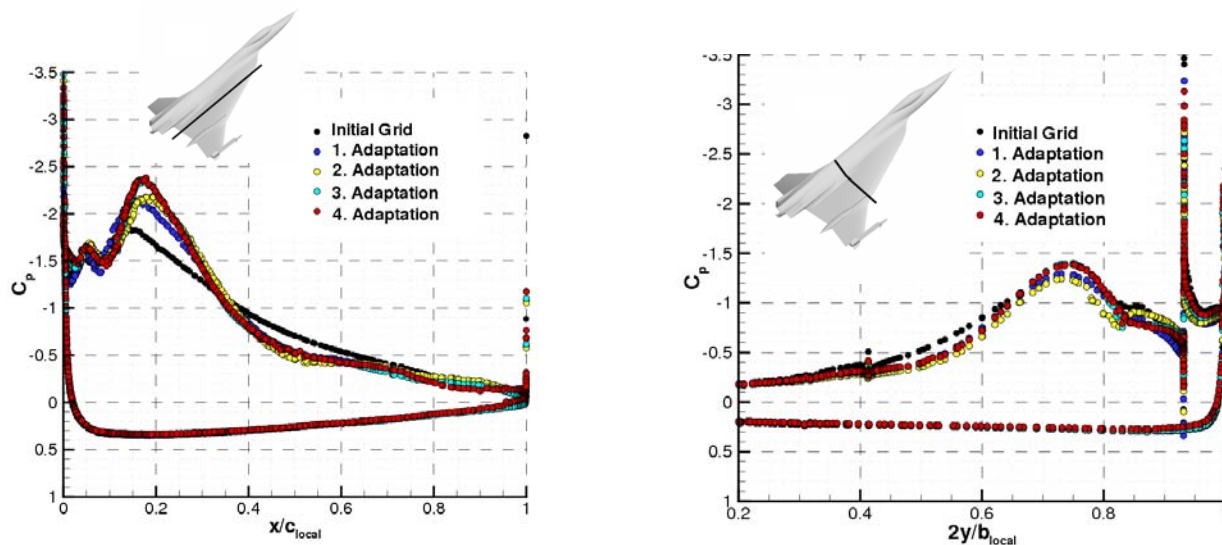 -3.5
-3
-2.5
-2
-1.5
-1
-0.5
0
0.5
1
Cp
Initial Grid
1. Adaptation
2. Adaptation
3. Adaptation
4. Adaptation
0 0.2 0.4 0.6 0.8 1
x/c_local
-3.5
-3
-2.5
-2
-1.5
-1
-0.5
0
0.5
1
Cp
Initial Grid
1. Adaptation
2. Adaptation
3. Adaptation
4. Adaptation
0.2 0.4 0.6 0.8
2y/b_local